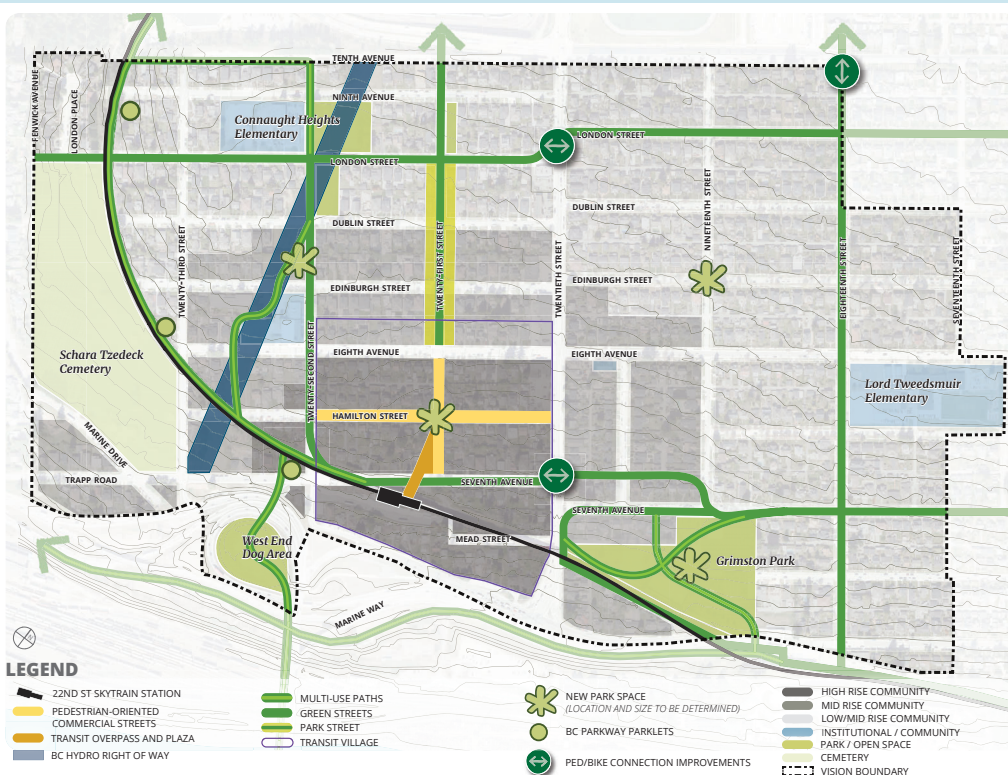 TENTH AVENUE
FENWICK AVENUE
LONDON PLACE
NINTH AVENUE
Connaught Heights
Elementary
LONDON STREET
LONDON STREET
NINETEENTH STREET
DUBLIN STREET
DUBLIN STREET
TWENTY-THIRD STREET
TWENTY-FIRST STREET
TWENTIETH STREET
EIGHTEENTH STREET
SEVENTEENTH STREET
EDINBURGH STREET
EDINBURGH STREET
Schara Tzedeck
Cemetery
TWENTY-SECOND STREET
EIGHTH AVENUE
EIGHTH AVENUE
Lord Tweedsmuir
Elementary
HAMILTON STREET
MARINE DRIVE
TRAPP ROAD
SEVENTH AVENUE
SEVENTH AVENUE
West End
Dog Area
MEAD STREET
Grimston Park
MARINE WAY
N
LEGEND
22ND ST SKYTRAIN STATION
PEDESTRIAN-ORIENTED
COMMERCIAL STREETS
TRANSIT OVERPASS AND PLAZA
BC HYDRO RIGHT OF WAY
MULTI-USE PATHS
GREEN STREETS
PARK STREET
TRANSIT VILLAGE
NEW PARK SPACE
(LOCATION AND SIZE TO BE DETERMINED)
BC PARKWAY PARKLETS
PED/BIKE CONNECTION IMPROVEMENTS
HIGH RISE COMMUNITY
MID RISE COMMUNITY
LOW/MID RISE COMMUNITY
INSTITUTIONAL / COMMUNITY
PARK / OPEN SPACE
CEMETERY
VISION BOUNDARY